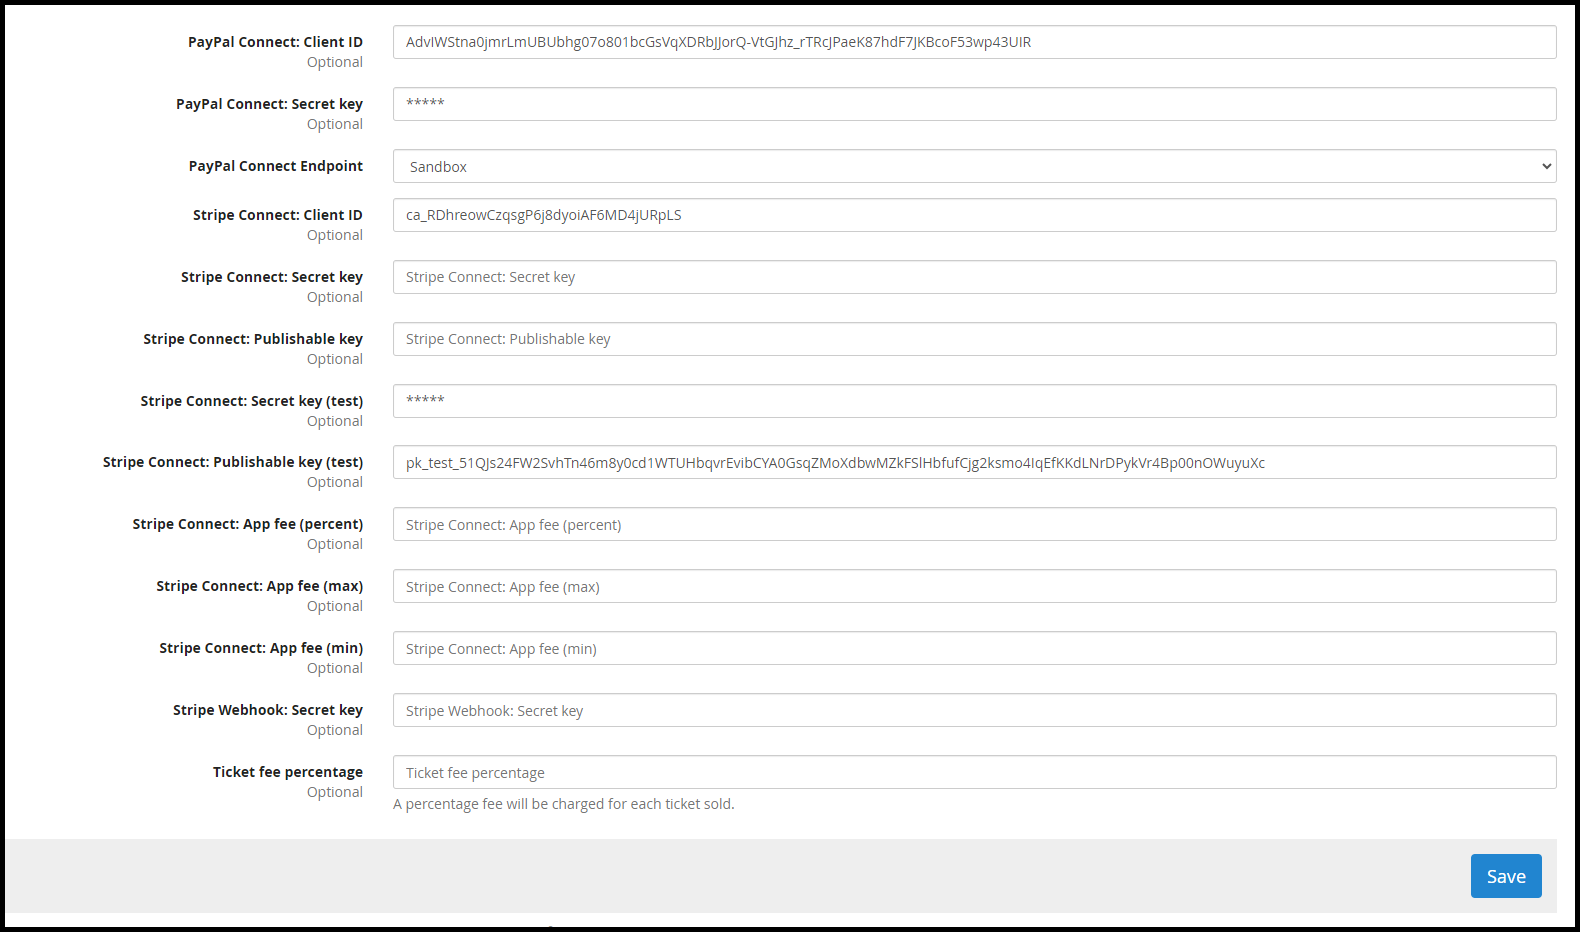 PayPal Connect: Client ID
Optional
AdvIWStna0jmrLmUBUbhg07o801bcGsVqXDRbJJorQ-VtGJhz_rTRcJPaeK87hdF7JKBcoF53wp43UIR
PayPal Connect: Secret key
Optional
*****
PayPal Connect Endpoint
Sandbox
Stripe Connect: Client ID
Optional
ca_RDhreowCzqsgP6j8dyoiAF6MD4jURpLS
Stripe Connect: Secret key
Optional
Stripe Connect: Secret key
Stripe Connect: Publishable key
Optional
Stripe Connect: Publishable key
Stripe Connect: Secret key (test)
Optional
*****
Stripe Connect: Publishable key (test)
Optional
pk_test_51QJs24FW2SvhTn46m8y0cd1WTUHbqvrEvibCYA0GsqZMoXdbwMZkFSlHbfufCjg2ksmo4IqEfKKdLNrDPykVr4Bp00nOWuyuXc
Stripe Connect: App fee (percent)
Optional
Stripe Connect: App fee (percent)
Stripe Connect: App fee (max)
Optional
Stripe Connect: App fee (max)
Stripe Connect: App fee (min)
Optional
Stripe Connect: App fee (min)
Stripe Webhook: Secret key
Optional
Stripe Webhook: Secret key
Ticket fee percentage
Optional
Ticket fee percentage
A percentage fee will be charged for each ticket sold.
Save